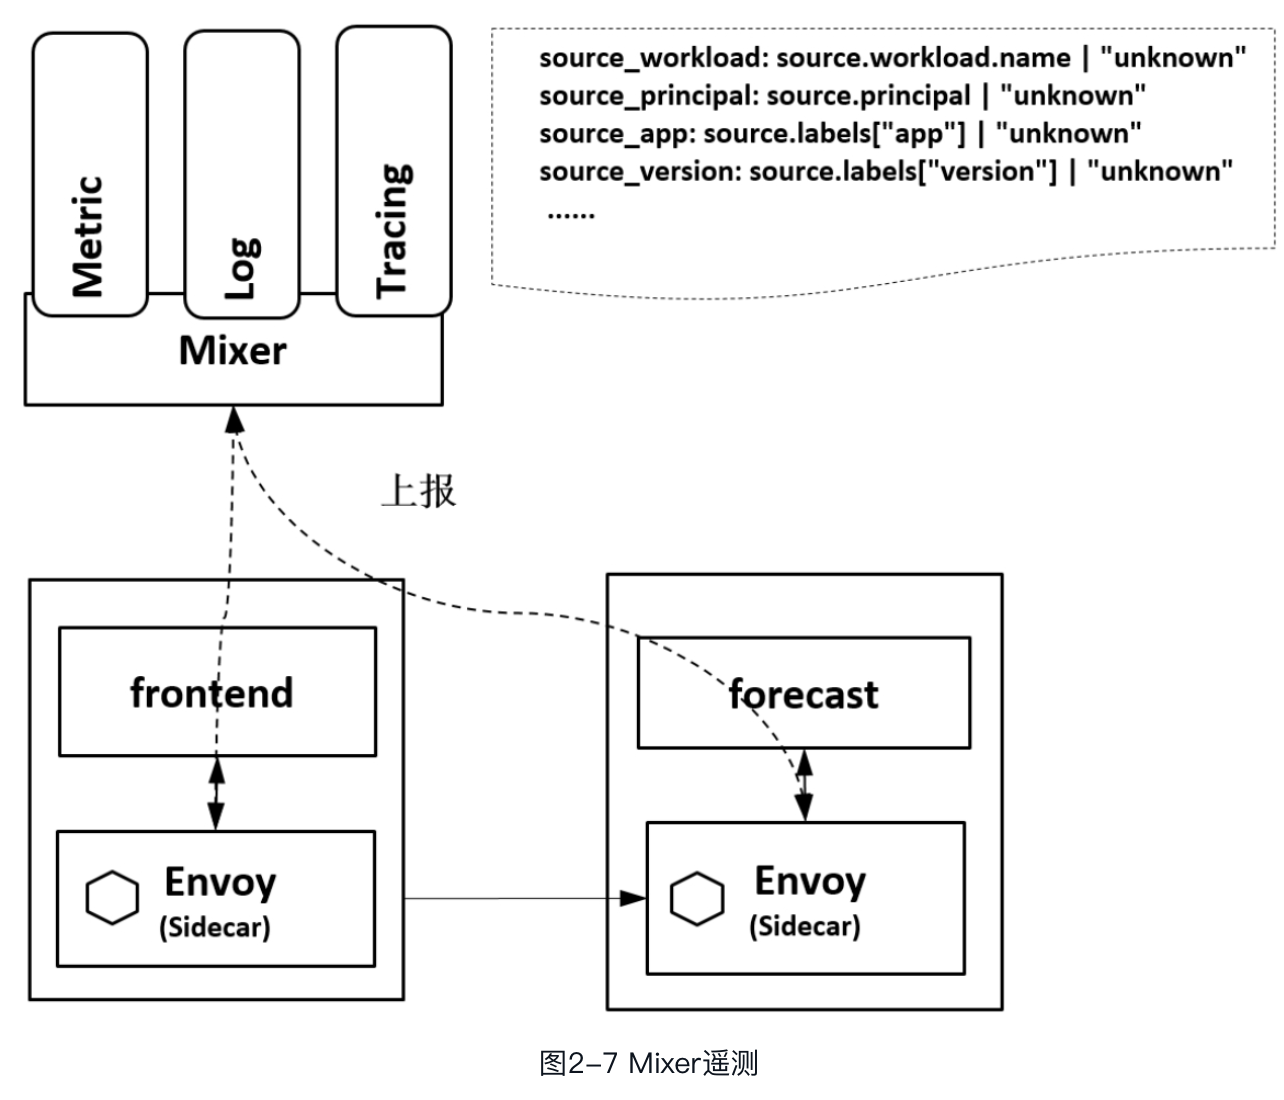 Metric
Log
Tracing
Mixer
source_workload: source.workload.name | "unknown"
source_principal: source.principal | "unknown"
source_app: source.labels["app"] | "unknown"
source_version: source.labels["version"] | "unknown"
......
上报
frontend
forecast
Envoy
(Sidecar)
Envoy
(Sidecar)
图2-7 Mixer遥测